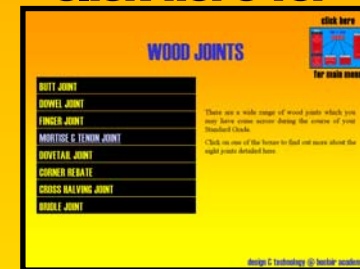 click here
WOOD JOINTS
for main menu
BUTT JOINT
DOWEL JOINT
FINGER JOINT
MORTISE & TENON JOINT
DOVETAIL JOINT
CORNER REBATE
CROSS HALVING JOINT
BRIDLE JOINT
There are a wide range of wood joints which you
may have come across during the course of your
Standard Grade.
Click on one of the boxes to find out more about the
eight joints detailed here
design & technology @ boclair academy